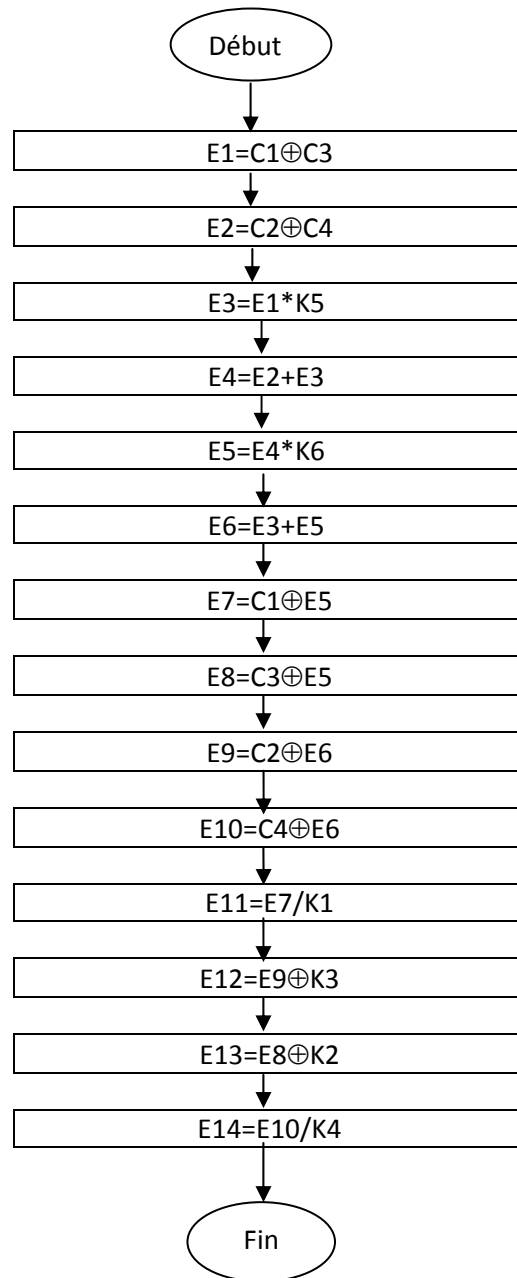 Début
E1=C1⊕C3
E2=C2⊕C4
E3=E1*K5
E4=E2+E3
E5=E4*K6
E6=E3+E5
E7=C1⊕E5
E8=C3⊕E5
E9=C2⊕E6
E10=C4⊕E6
E11=E7/K1
E12=E9⊕K3
E13=E8⊕K2
E14=E10/K4
Fin